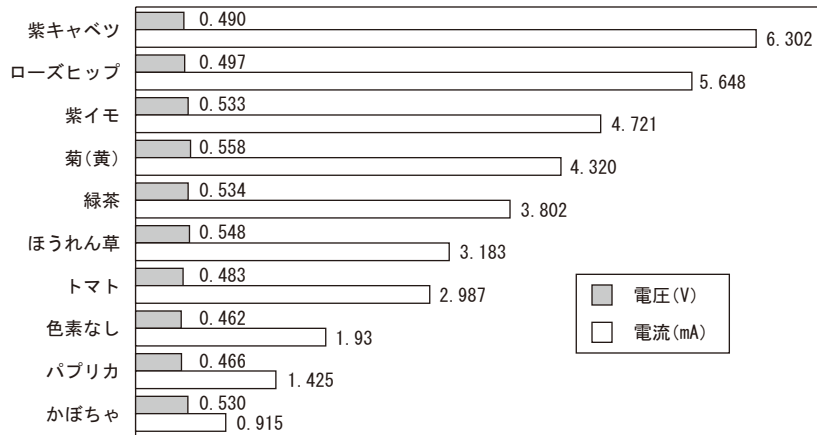 紫キャベツ
0.490
6.302
ローズヒップ
0.497
5.648
紫イモ
0.533
4.721
菊(黄)
0.558
4.320
緑茶
0.534
3.802
ほうれん草
0.548
3.183
トマト
0.483
2.987
色素なし
0.462
1.93
パプリカ
0.466
1.425
かぼちゃ
0.530
0.915
電圧(V)
電流(mA)